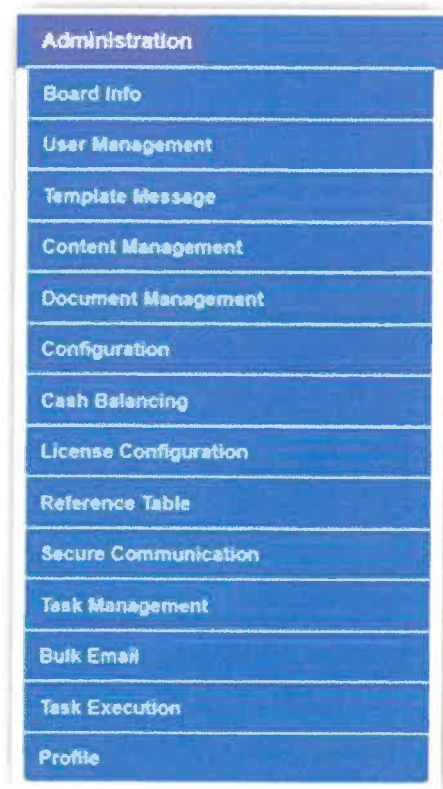 Administration
Board Info
User Management
Template Message
Content Management
Document Management
Configuration
Cash Balancing
License Configuration
Reference Table
Secure Communication
Task Management
Bulk Email
Task Execution
Profile